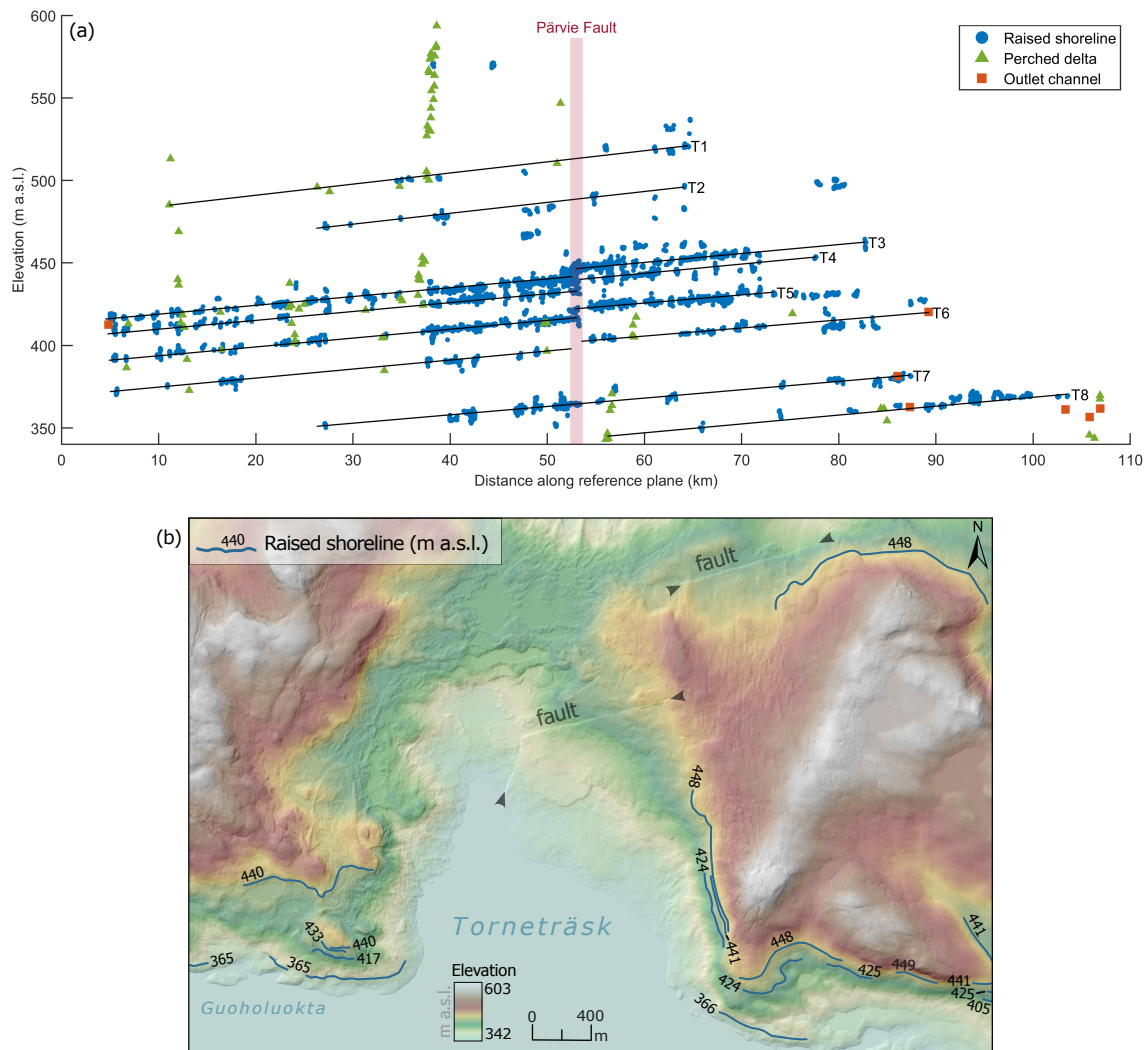 (a)
Pärvie Fault
Raised shoreline
Perched delta
Outlet channel
Elevation (m a.s.l.)
600
550
500
450
400
350
T1
T2
T3
T4
T5
T6
T7
T8
0 10 20 30 40 50 60 70 80 90 100 110
Distance along reference plane (km)
(b)
440 Raised shoreline (m a.s.l.)
N
448
fault
fault
448
424
441
440
433
440
417
365
365
448
424
425
449
441
441
425
405
366
Torneträsk
Guoholuokta
Elevation
m a.s.l.
603
342
0 400
m